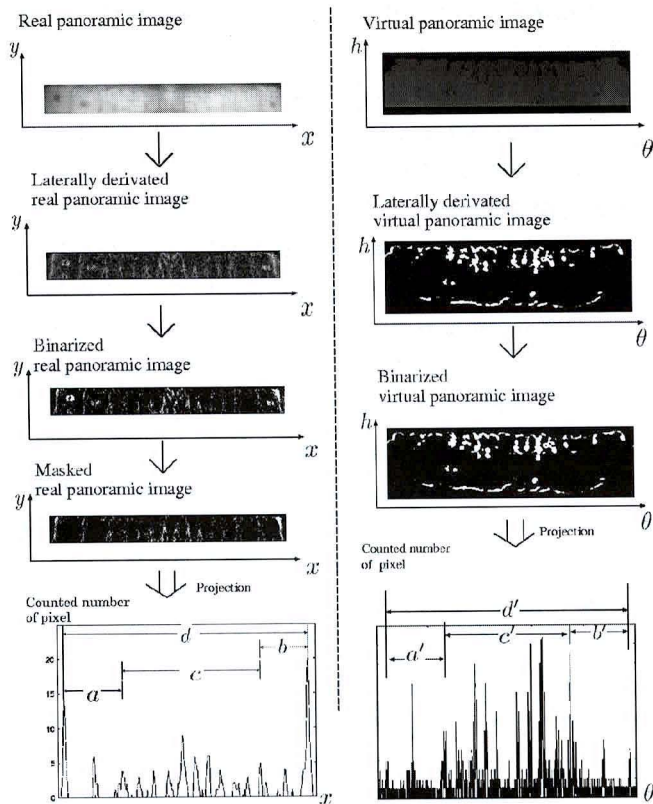 Real panoramic image
y
x
Laterally derivated
real panoramic image
y
x
Binarized
real panoramic image
y
x
Masked
real panoramic image
y
x
Projection
Counted number
of pixel
d
b
c
a
20
15
10
5
0
x
Virtual panoramic image
h
θ
Laterally derivated
virtual panoramic image
h
θ
Binarized
virtual panoramic image
h
θ
Projection
Counted number
of pixel
d'
c'
b'
a'
θ